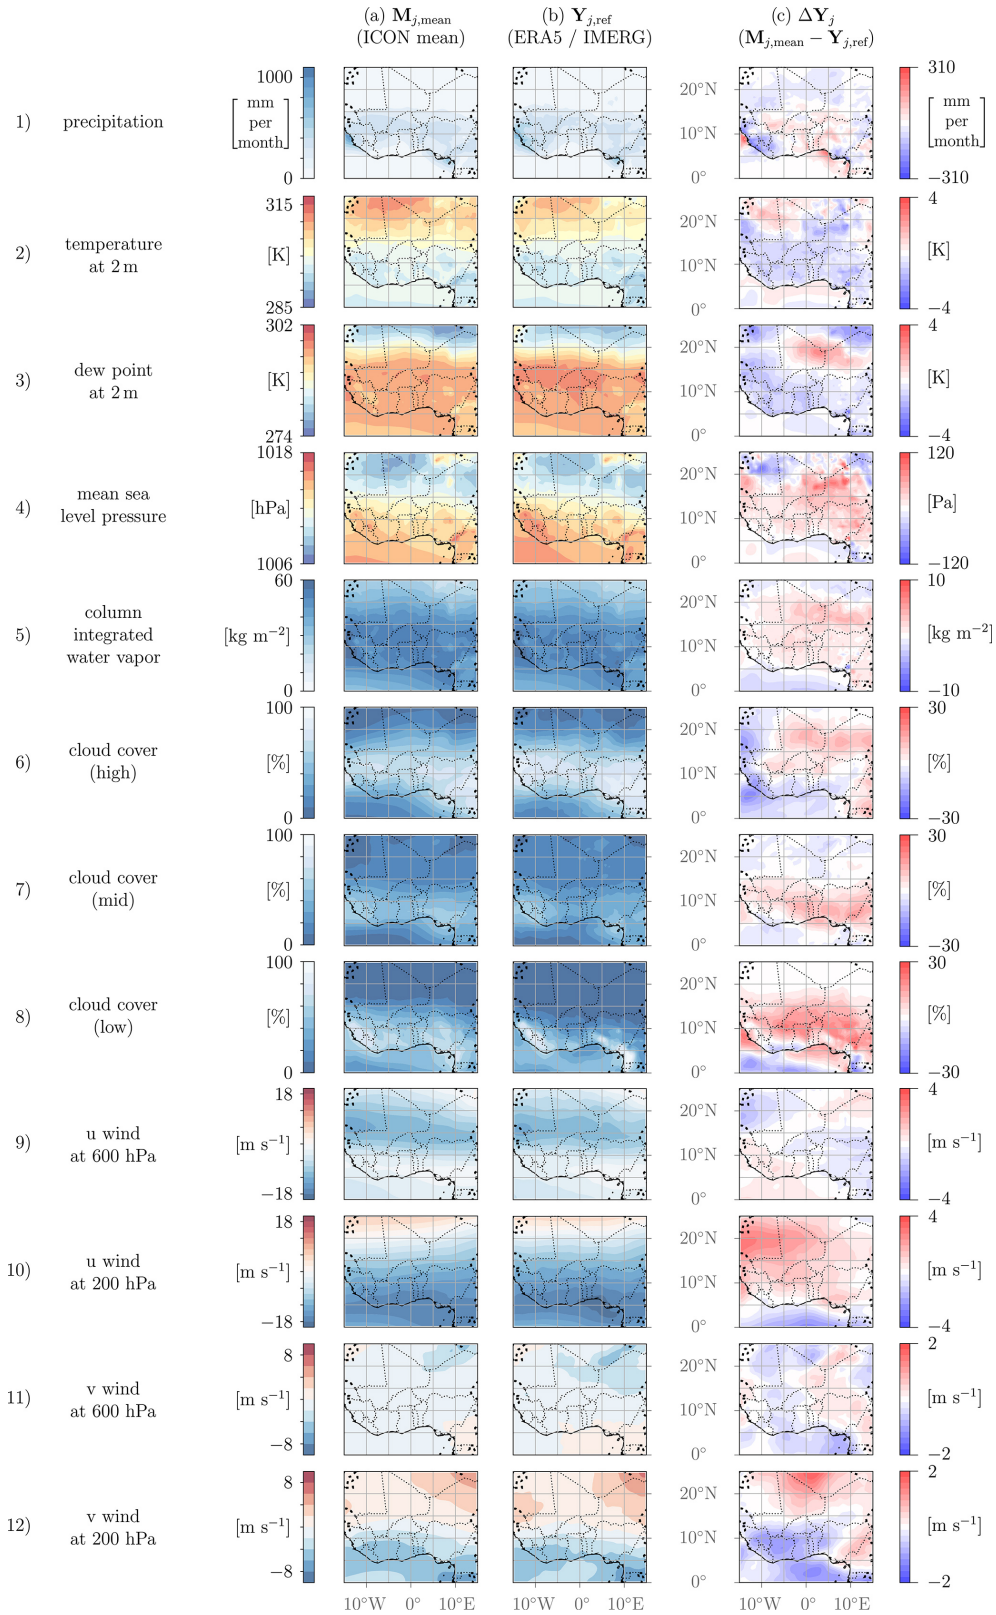 (a) M_{j,mean} (b) Y_{j,ref} (c) ΔY_j
(ICON mean) (ERA5 / IMERG) (M_{j,mean} − Y_{j,ref})
1) precipitation 1000 [mm per month] 0 20°N 10°N 0° 310 [mm per month] −310
2) temperature at 2 m 315 [K] 285 20°N 10°N 0° 4 [K] −4
3) dew point at 2 m 302 [K] 274 20°N 10°N 0° 4 [K] −4
4) mean sea level pressure 1018 [hPa] 1006 20°N 10°N 0° 120 [Pa] −120
5) column integrated water vapor 60 [kg m⁻²] 0 20°N 10°N 0° 10 [kg m⁻²] −10
6) cloud cover (high) 100 [%] 0 20°N 10°N 0° 30 [%] −30
7) cloud cover (mid) 100 [%] 0 20°N 10°N 0° 30 [%] −30
8) cloud cover (low) 100 [%] 0 20°N 10°N 0° 30 [%] −30
9) u wind at 600 hPa 18 [m s⁻¹] −18 20°N 10°N 0° 4 [m s⁻¹] −4
10) u wind at 200 hPa 18 [m s⁻¹] −18 20°N 10°N 0° 4 [m s⁻¹] −4
11) v wind at 600 hPa 8 [m s⁻¹] −8 20°N 10°N 0° 2 [m s⁻¹] −2
12) v wind at 200 hPa 8 [m s⁻¹] −8 20°N 10°N 0° 2 [m s⁻¹] −2
10°W 0° 10°E 10°W 0° 10°E 10°W 0° 10°E